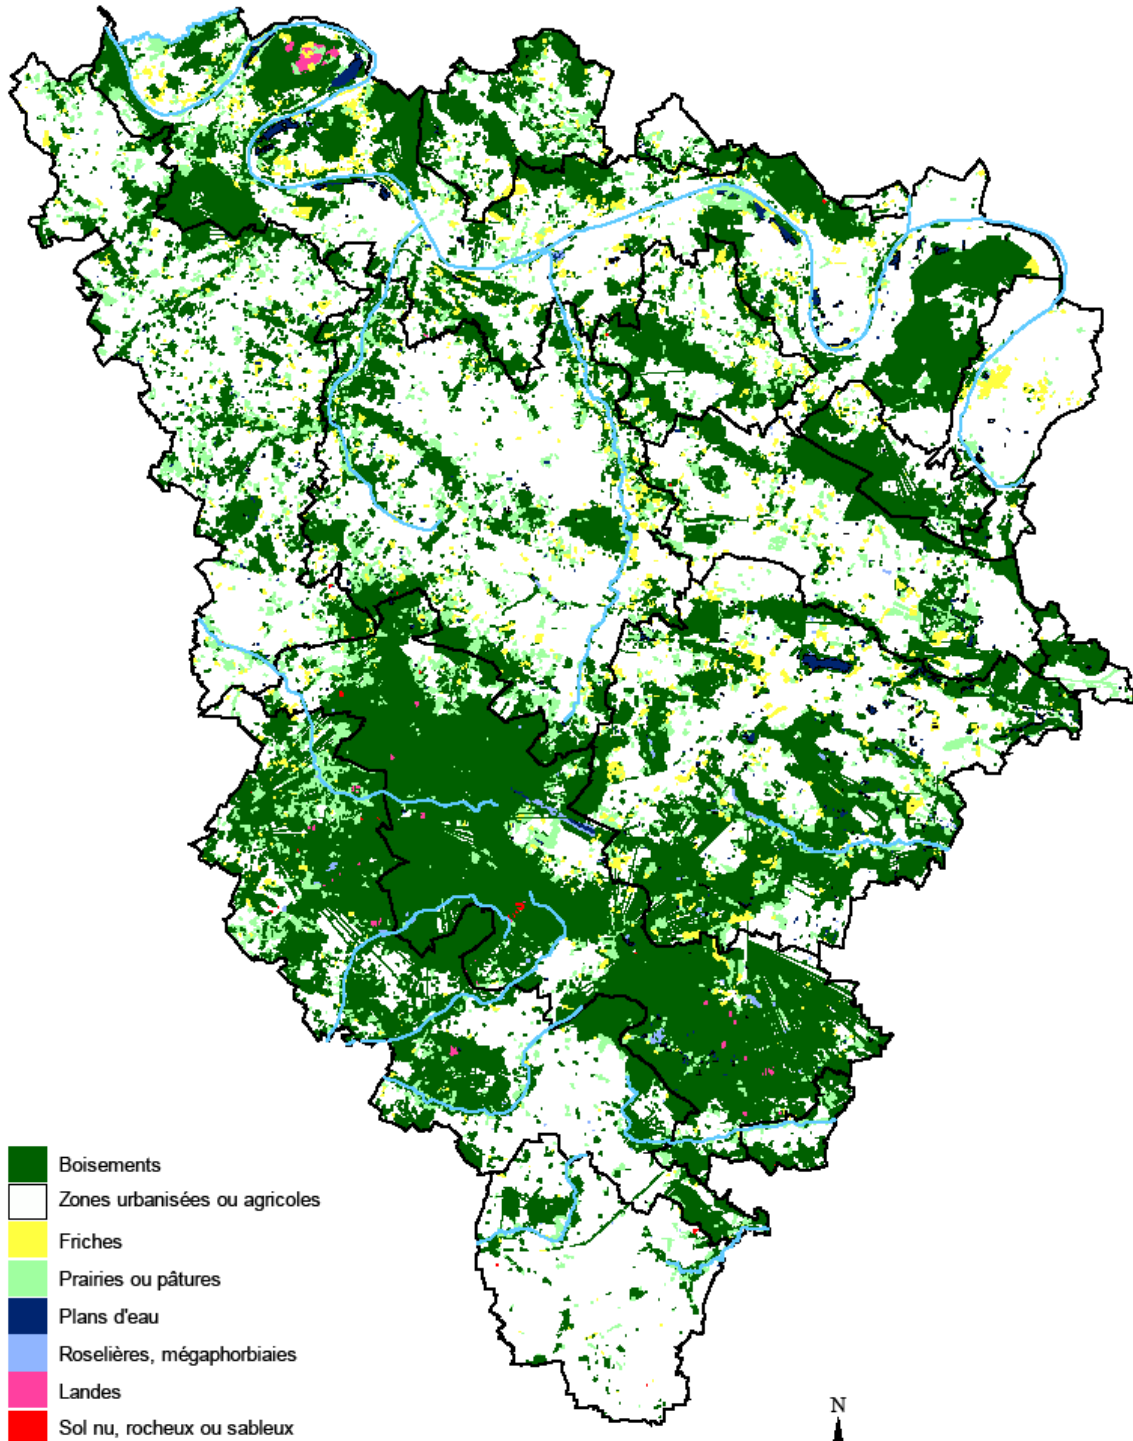 Boisements
Zones urbanisées ou agricoles
Friches
Prairies ou pâtures
Plans d'eau
Roselières, mégaphorbiaies
Landes
Sol nu, rocheux ou sableux
N